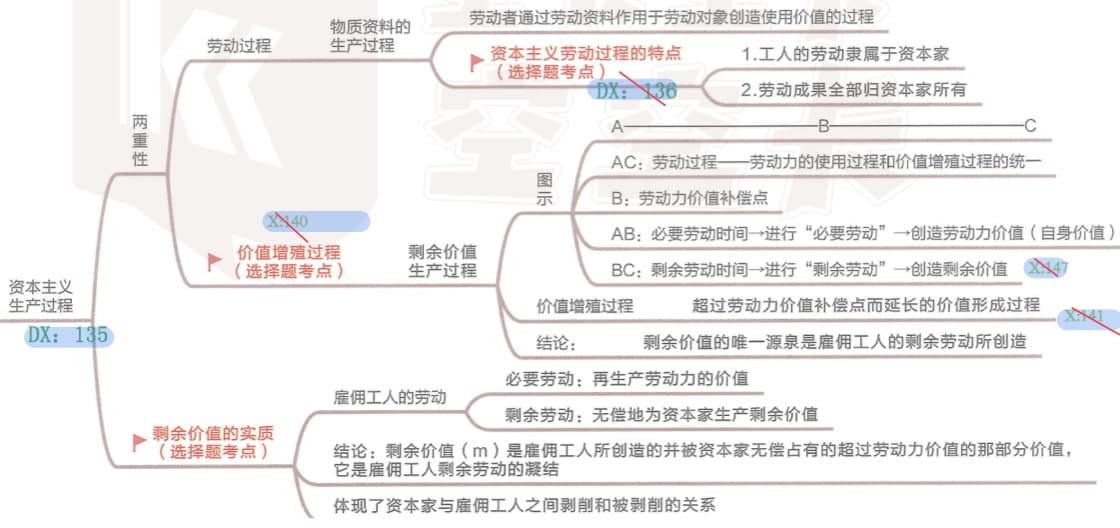 资本主义
生产过程
DX：135
两
重
性
劳动过程
物质资料的
生产过程
劳动者通过劳动资料作用于劳动对象创造使用价值的过程
资本主义劳动过程的特点
（选择题考点）
DX：136
1.工人的劳动隶属于资本家
2.劳动成果全部归资本家所有
X:140
价值增殖过程
（选择题考点）
剩余价值
生产过程
图
示
A——B——C
AC：劳动过程——劳动力的使用过程和价值增殖过程的统一
B：劳动力价值补偿点
AB：必要劳动时间→进行“必要劳动”→创造劳动力价值（自身价值）
BC：剩余劳动时间→进行“剩余劳动”→创造剩余价值
X:147
价值增殖过程 超过劳动力价值补偿点而延长的价值形成过程
X:141
结论： 剩余价值的唯一源泉是雇佣工人的剩余劳动所创造
剩余价值的实质
（选择题考点）
雇佣工人的劳动
必要劳动：再生产劳动力的价值
剩余劳动：无偿地为资本家生产剩余价值
结论：剩余价值（m）是雇佣工人所创造的并被资本家无偿占有的超过劳动力价值的那部分价值，
它是雇佣工人剩余劳动的凝结
体现了资本家与雇佣工人之间剥削和被剥削的关系